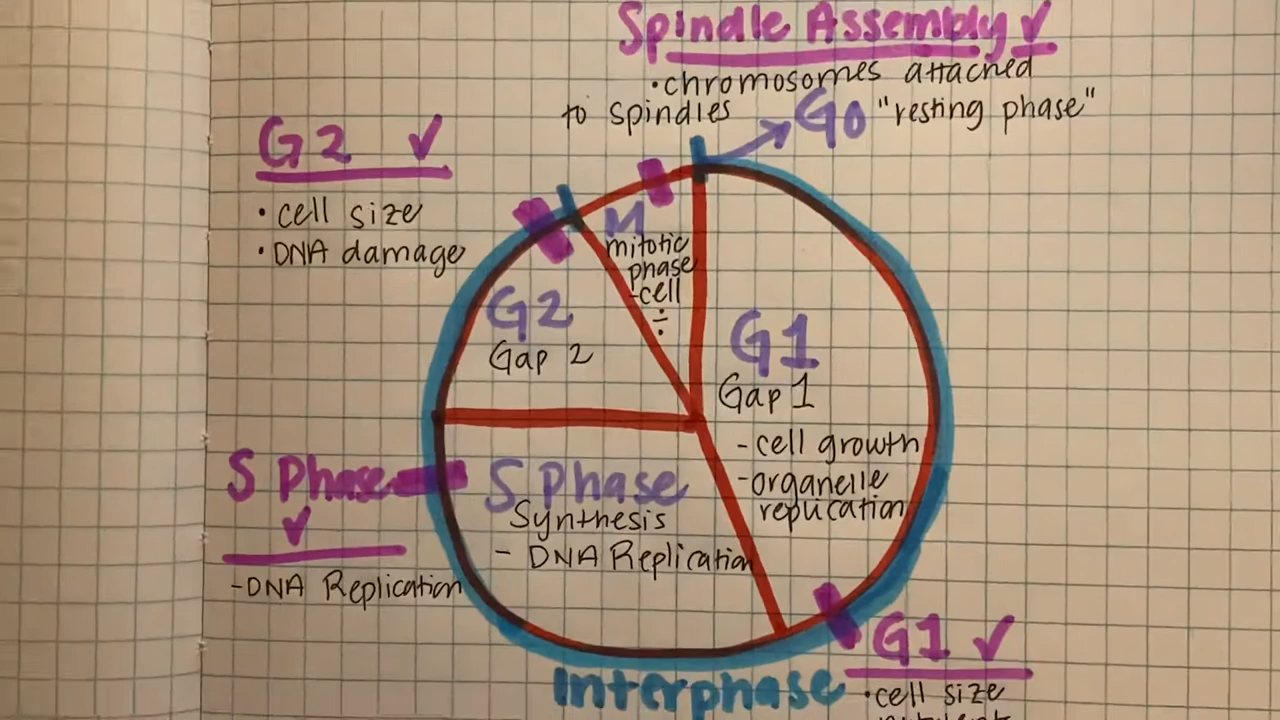 Spindle Assembly ✓
• chromosomes attached
to spindles
G0 "resting phase"
G2 ✓
• cell size
• DNA damage
M
mitotic
phase
-cell
÷
G2
Gap 2
G1
Gap 1
- cell growth
-organelle
replication
S Phase
✓
-DNA Replication
S Phase
Synthesis
- DNA Replication
G1 ✓
• cell size
Interphase